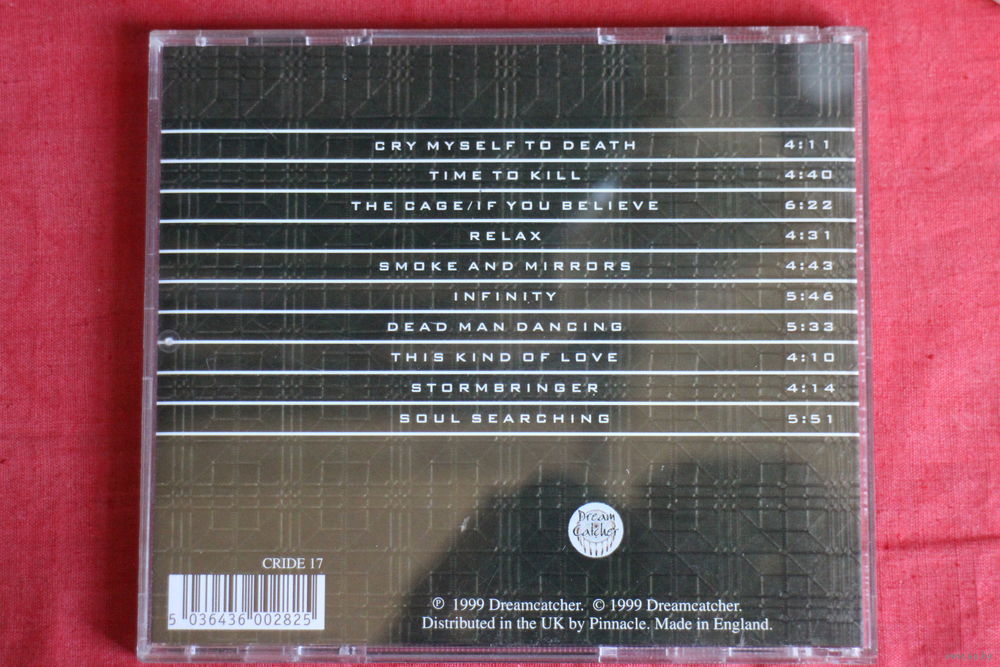 CRY MYSELF TO DEATH 4:11
TIME TO KILL 4:40
THE CAGE/IF YOU BELIEVE 6:22
RELAX 4:31
SMOKE AND MIRRORS 4:43
INFINITY 5:46
DEAD MAN DANCING 5:33
THIS KIND OF LOVE 4:10
STORMBRINGER 4:14
SOUL SEARCHING 5:51
Dream
Catcher
CRIDE 17
5 036436 002825
℗ 1999 Dreamcatcher. © 1999 Dreamcatcher.
Distributed in the UK by Pinnacle. Made in England.